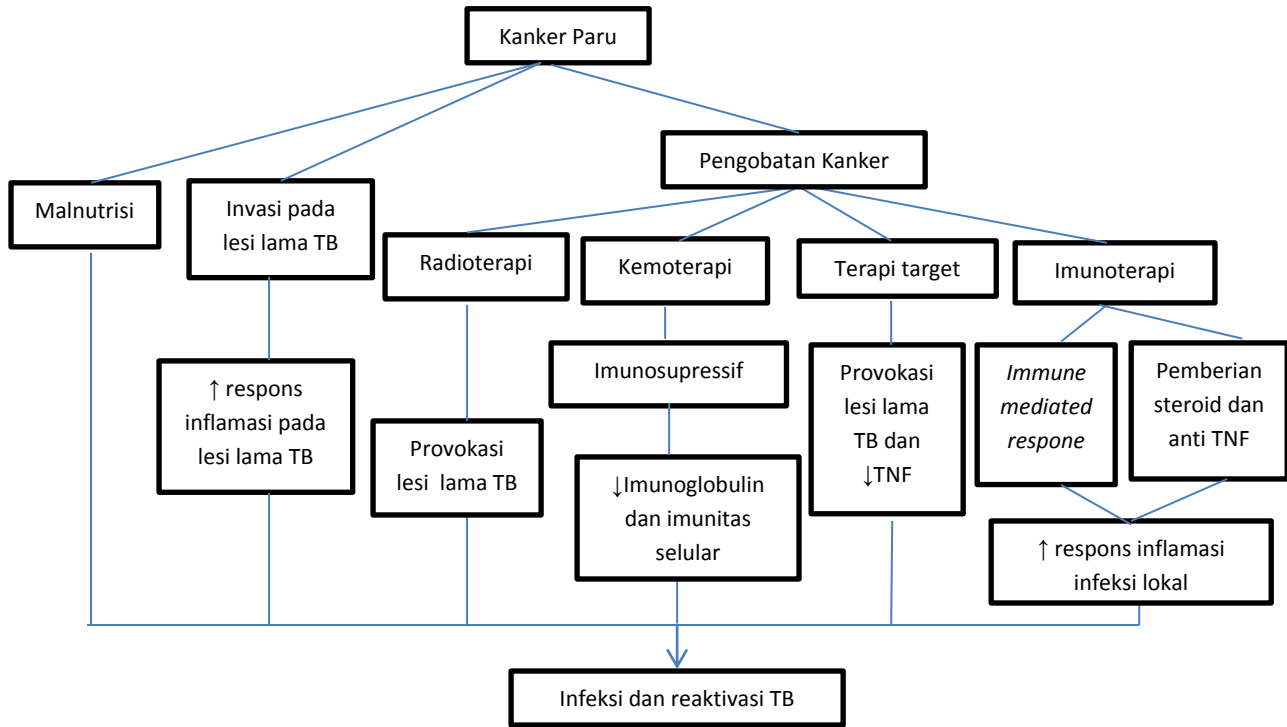 Kanker Paru
Pengobatan Kanker
Malnutrisi
Invasi pada
lesi lama TB
Radioterapi
Kemoterapi
Terapi target
Imunoterapi
↑ respons
inflamasi pada
lesi lama TB
Imunosupressif
Provokasi
lesi lama
TB dan
↓TNF
Immune
mediated
respone
Pemberian
steroid dan
anti TNF
Provokasi
lesi  lama TB
↓Imunoglobulin
dan imunitas
selular
↑ respons inflamasi
infeksi lokal
Infeksi dan reaktivasi TB